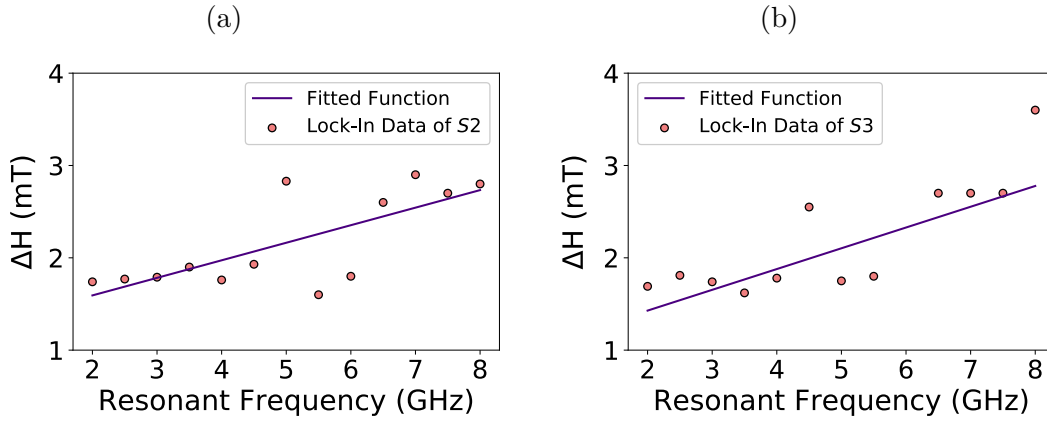 (a)
4
3
2
1
ΔH (mT)
Fitted Function
Lock-In Data of S2
2 3 4 5 6 7 8
Resonant Frequency (GHz)
(b)
4
3
2
1
ΔH (mT)
Fitted Function
Lock-In Data of S3
2 3 4 5 6 7 8
Resonant Frequency (GHz)